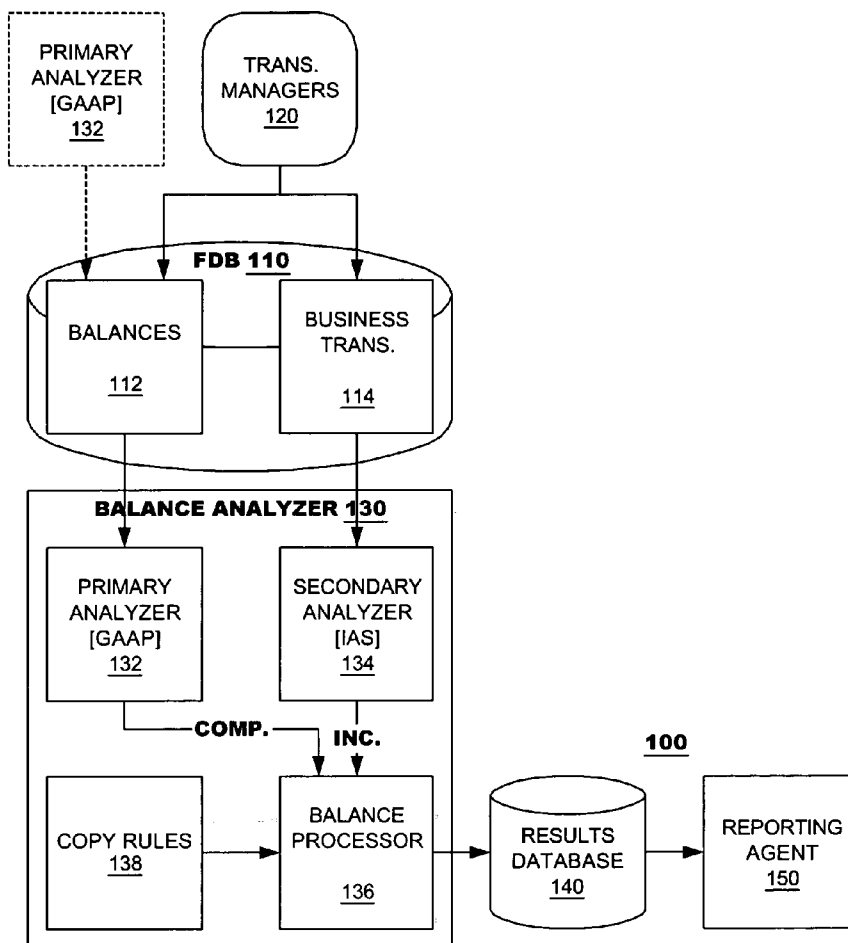 PRIMARY
ANALYZER
[GAAP]
132
TRANS.
MANAGERS
120
FDB 110
BALANCES
112
BUSINESS
TRANS.
114
BALANCE ANALYZER 130
PRIMARY
ANALYZER
[GAAP]
132
SECONDARY
ANALYZER
[IAS]
134
COMP.
INC.
100
COPY RULES
138
BALANCE
PROCESSOR
136
RESULTS
DATABASE
140
REPORTING
AGENT
150